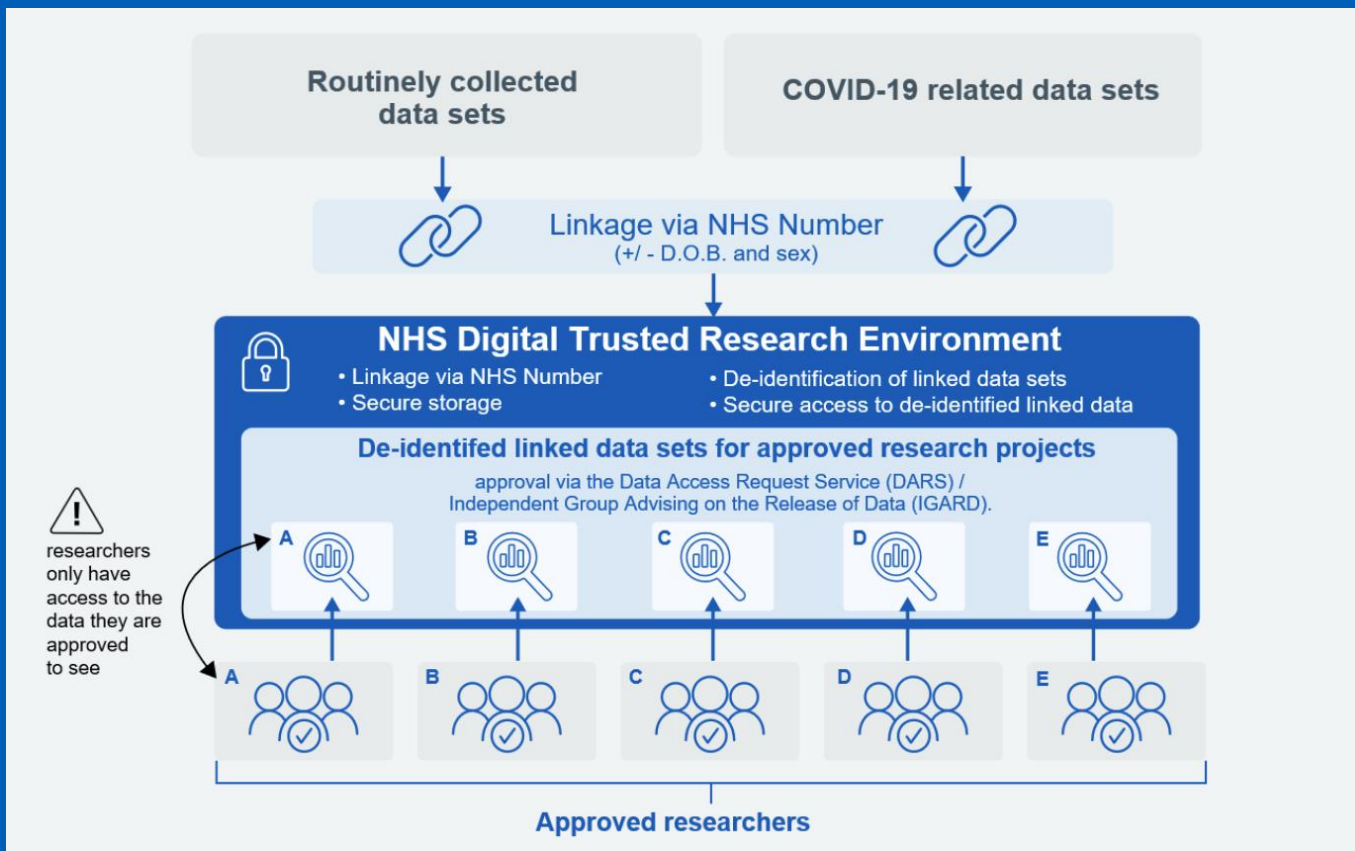 Routinely collected
data sets
COVID-19 related data sets
Linkage via NHS Number
(+/ - D.O.B. and sex)
NHS Digital Trusted Research Environment
• Linkage via NHS Number
• Secure storage
• De-identification of linked data sets
• Secure access to de-identified linked data
De-identifed linked data sets for approved research projects
approval via the Data Access Request Service (DARS) /
Independent Group Advising on the Release of Data (IGARD).
A
B
C
D
E
!
researchers
only have
access to the
data they are
approved
to see
A
B
C
D
E
Approved researchers